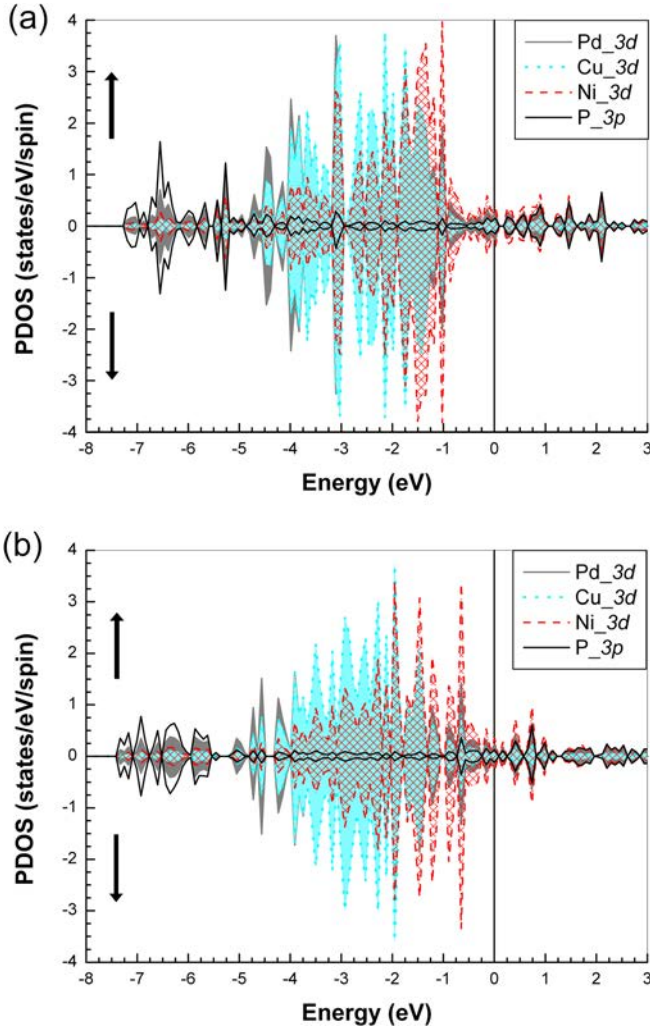 (a)
PDOS (states/eV/spin)
4
3
2
1
0
-1
-2
-3
-4
Pd_3d
Cu_3d
Ni_3d
P_3p
-8 -7 -6 -5 -4 -3 -2 -1 0 1 2 3
Energy (eV)
(b)
PDOS (states/eV/spin)
4
3
2
1
0
-1
-2
-3
-4
Pd_3d
Cu_3d
Ni_3d
P_3p
-8 -7 -6 -5 -4 -3 -2 -1 0 1 2 3
Energy (eV)